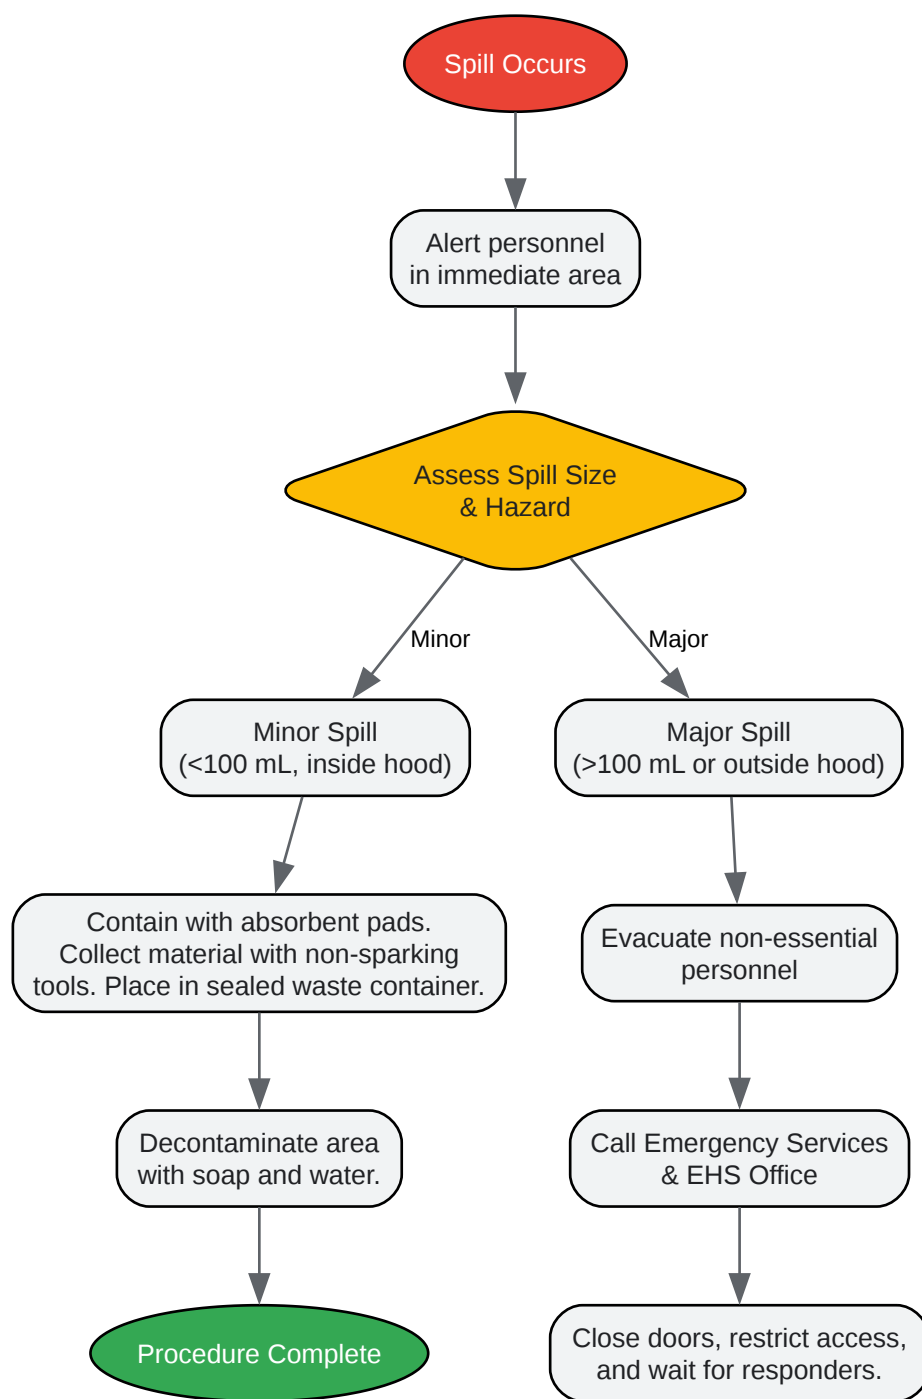 Spill Occurs
Alert personnel
in immediate area
Assess Spill Size
& Hazard
Minor
Major
Minor Spill
(<100 mL, inside hood)
Major Spill
(>100 mL or outside hood)
Contain with absorbent pads.
Collect material with non-sparking
tools. Place in sealed waste container.
Evacuate non-essential
personnel
Decontaminate area
with soap and water.
Call Emergency Services
& EHS Office
Procedure Complete
Close doors, restrict access,
and wait for responders.